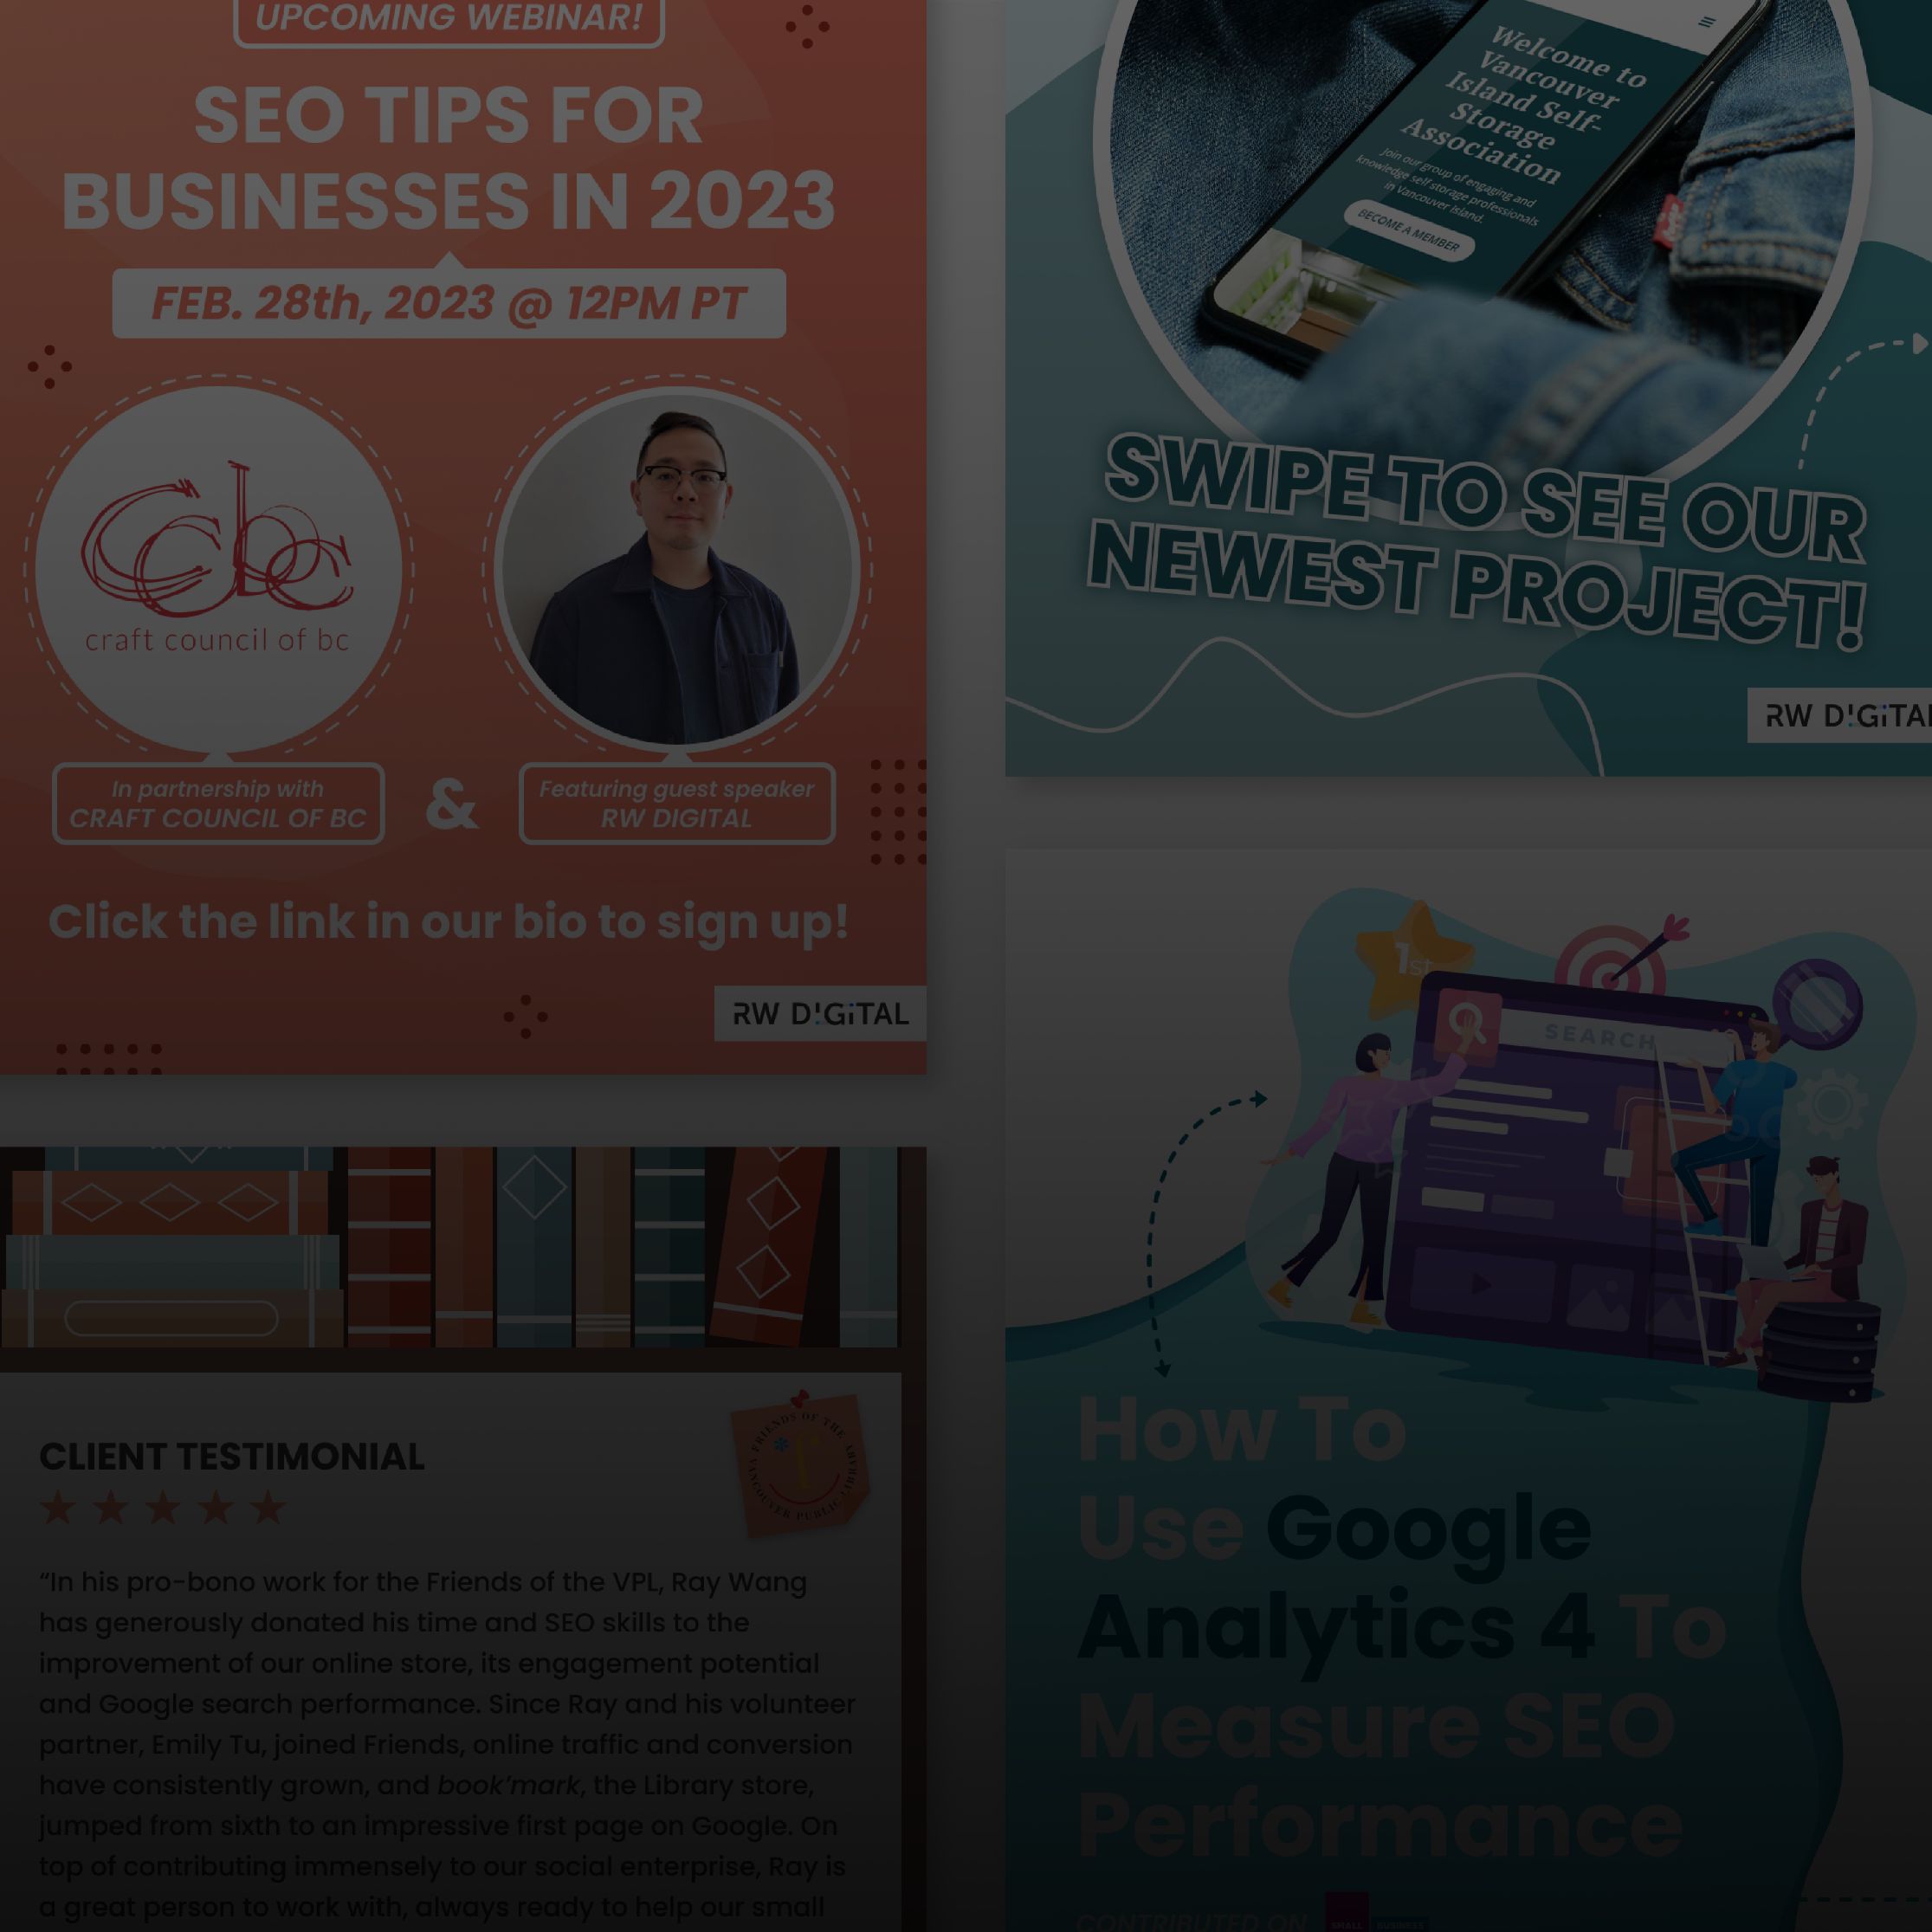 UPCOMING WEBINAR!
SEO TIPS FOR
BUSINESSES IN 2023
FEB. 28th, 2023 @ 12PM PT
ccbc
craft council of bc
In partnership with
CRAFT COUNCIL OF BC
&
Featuring guest speaker
RW DIGITAL
Click the link in our bio to sign up!
RW D!GiTAL
CLIENT TESTIMONIAL
FRIENDS OF THE VANCOUVER PUBLIC LIBRARY
“In his pro-bono work for the Friends of the VPL, Ray Wang
has generously donated his time and SEO skills to the
improvement of our online store, its engagement potential
and Google search performance. Since Ray and his volunteer
partner, Emily Tu, joined Friends, online traffic and conversion
have consistently grown, and book’mark, the Library store,
jumped from sixth to an impressive first page on Google. On
top of contributing immensely to our social enterprise, Ray is
a great person to work with, always ready to help our small
Welcome to
Vancouver
Island Self-
Storage
Association
Join our group of engaging and
knowledge self storage professionals
in Vancouver Island.
BECOME A MEMBER
SWIPE TO SEE OUR
NEWEST PROJECT!
RW D!GiTAL
1st
SEARCH
How To
Use Google
Analytics 4 To
Measure SEO
Performance
CONTRIBUTED ON
SMALL BUSINESS